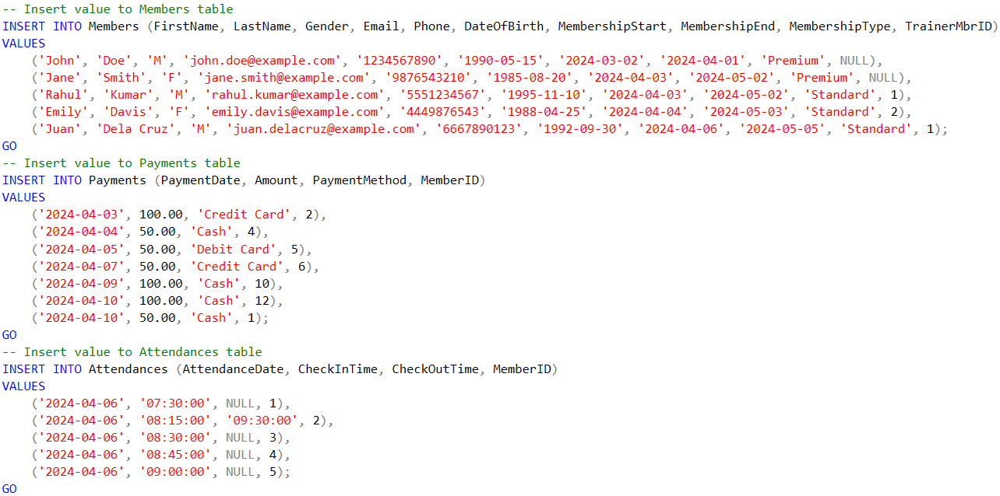 -- Insert value to Members table
INSERT INTO Members (FirstName, LastName, Gender, Email, Phone, DateOfBirth, MembershipStart, MembershipEnd, MembershipType, TrainerMbrID)
VALUES
    ('John', 'Doe', 'M', 'john.doe@example.com', '1234567890', '1990-05-15', '2024-03-02', '2024-04-01', 'Premium', NULL),
    ('Jane', 'Smith', 'F', 'jane.smith@example.com', '9876543210', '1985-08-20', '2024-04-03', '2024-05-02', 'Premium', NULL),
    ('Rahul', 'Kumar', 'M', 'rahul.kumar@example.com', '5551234567', '1995-11-10', '2024-04-03', '2024-05-02', 'Standard', 1),
    ('Emily', 'Davis', 'F', 'emily.davis@example.com', '4449876543', '1988-04-25', '2024-04-04', '2024-05-03', 'Standard', 2),
    ('Juan', 'Dela Cruz', 'M', 'juan.delacruz@example.com', '6667890123', '1992-09-30', '2024-04-06', '2024-05-05', 'Standard', 1);
GO
-- Insert value to Payments table
INSERT INTO Payments (PaymentDate, Amount, PaymentMethod, MemberID)
VALUES
    ('2024-04-03', 100.00, 'Credit Card', 2),
    ('2024-04-04', 50.00, 'Cash', 4),
    ('2024-04-05', 50.00, 'Debit Card', 5),
    ('2024-04-07', 50.00, 'Credit Card', 6),
    ('2024-04-09', 100.00, 'Cash', 10),
    ('2024-04-10', 100.00, 'Cash', 12),
    ('2024-04-10', 50.00, 'Cash', 1);
GO
-- Insert value to Attendances table
INSERT INTO Attendances (AttendanceDate, CheckInTime, CheckOutTime, MemberID)
VALUES
    ('2024-04-06', '07:30:00', NULL, 1),
    ('2024-04-06', '08:15:00', '09:30:00', 2),
    ('2024-04-06', '08:30:00', NULL, 3),
    ('2024-04-06', '08:45:00', NULL, 4),
    ('2024-04-06', '09:00:00', NULL, 5);
GO